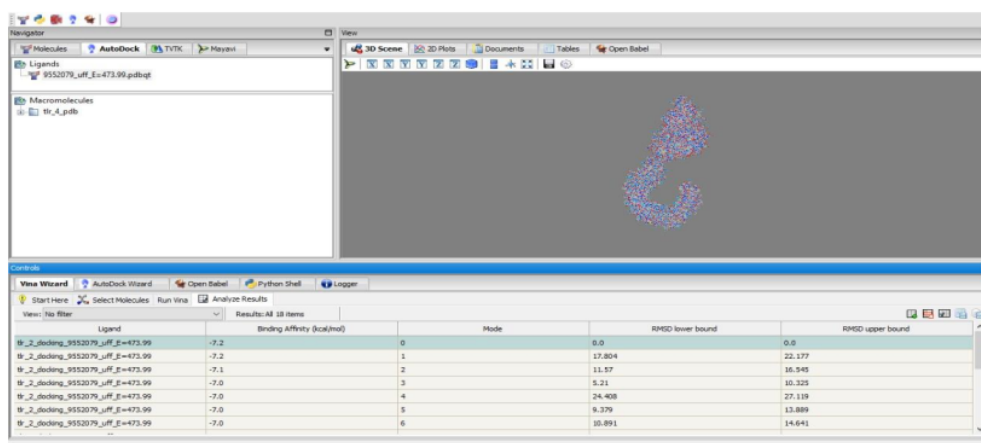 Navigator
View
Molecules AutoDock TVTK Mayavi
3D Scene 2D Plots Documents Tables Open Babel
Ligands
9552079_uff_E=473.99.pdbqt
X X Y Y Z Z
Macromolecules
tlr_4_pdb
Controls
Vina Wizard AutoDock Wizard Open Babel Python Shell Logger
Start Here Select Molecules Run Vina Analyze Results
View: No filter Results: All 18 items
Ligand Binding Affinity (kcal/mol) Mode RMSD lower bound RMSD upper bound
tlr_2_docking_9552079_uff_E=473.99 -7.2 0 0.0 0.0
tlr_2_docking_9552079_uff_E=473.99 -7.2 1 17.804 22.177
tlr_2_docking_9552079_uff_E=473.99 -7.1 2 11.57 16.545
tlr_2_docking_9552079_uff_E=473.99 -7.0 3 5.21 10.325
tlr_2_docking_9552079_uff_E=473.99 -7.0 4 24.408 27.119
tlr_2_docking_9552079_uff_E=473.99 -7.0 5 9.379 13.889
tlr_2_docking_9552079_uff_E=473.99 -7.0 6 10.891 14.641